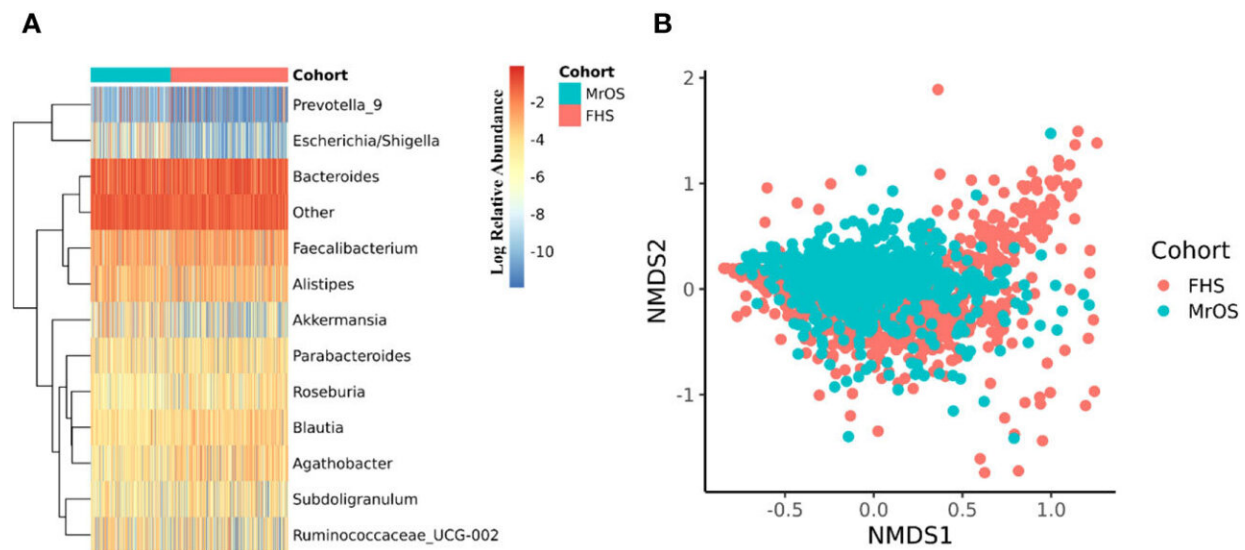 A
Cohort
Prevotella_9
Escherichia/Shigella
Bacteroides
Other
Faecalibacterium
Alistipes
Akkermansia
Parabacteroides
Roseburia
Blautia
Agathobacter
Subdoligranulum
Ruminococcaceae_UCG-002
Log Relative Abundance
-2
-4
-6
-8
-10
Cohort
MrOS
FHS
B
NMDS2
2
1
0
-1
-0.5
0.0
0.5
1.0
NMDS1
Cohort
FHS
MrOS